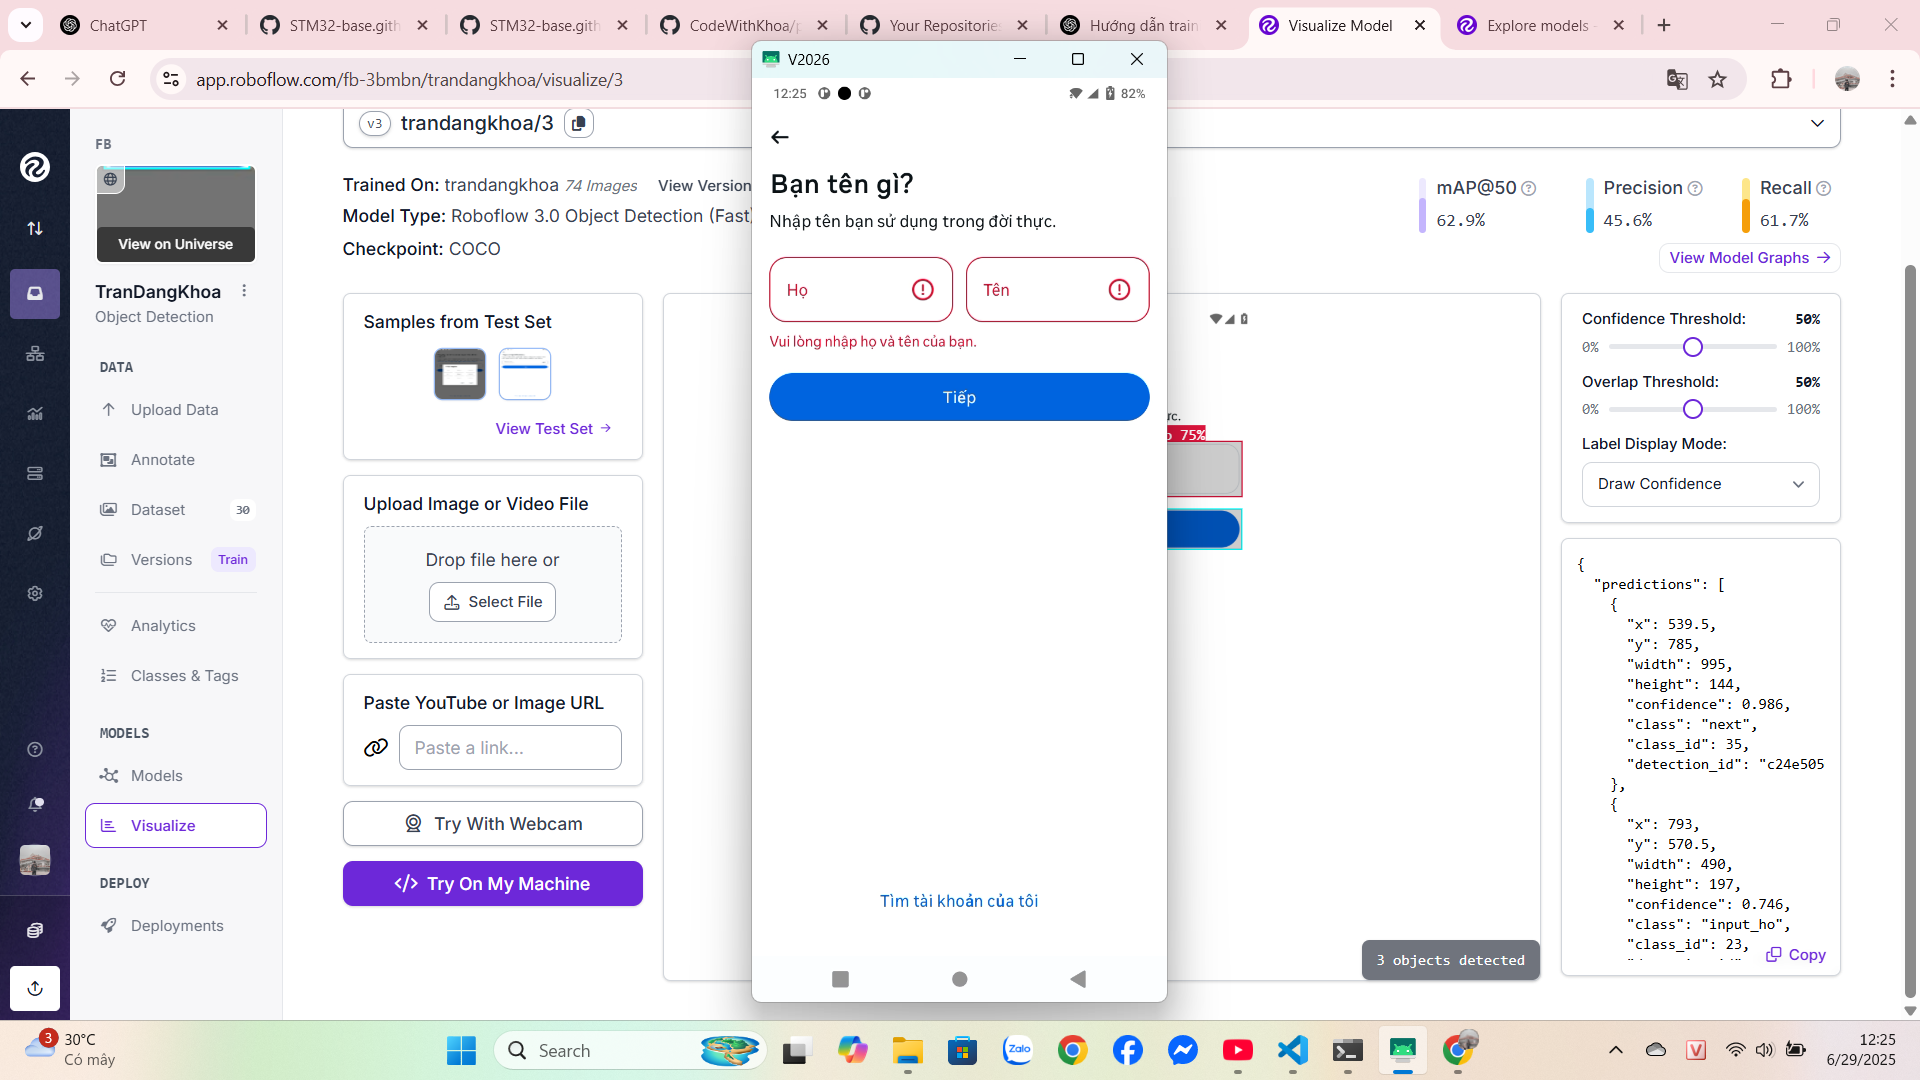 ChatGPT
STM32-base.gith
STM32-base.gith
CodeWithKhoa/p
Your Repositories
Hướng dẫn train
Visualize Model
Explore models -
app.roboflow.com/fb-3bmbn/trandangkhoa/visualize/3
FB
View on Universe
TranDangKhoa
Object Detection
DATA
Upload Data
Annotate
Dataset 30
Versions Train
Analytics
Classes & Tags
MODELS
Models
Visualize
DEPLOY
Deployments
v3 trandangkhoa/3
Trained On: trandangkhoa 74 Images View Version
Model Type: Roboflow 3.0 Object Detection (Fast)
Checkpoint: COCO
mAP@50
62.9%
Precision
45.6%
Recall
61.7%
View Model Graphs
Samples from Test Set
View Test Set
Upload Image or Video File
Drop file here or
Select File
Paste YouTube or Image URL
Paste a link...
Try With Webcam
</> Try On My Machine
V2026
12:25
82%
Bạn tên gì?
Nhập tên bạn sử dụng trong đời thực.
Họ
Tên
Vui lòng nhập họ và tên của bạn.
Tiếp
Tìm tài khoản của tôi
ực.
o 75%
3 objects detected
Confidence Threshold: 50%
0% 100%
Overlap Threshold: 50%
0% 100%
Label Display Mode:
Draw Confidence
{
"predictions": [
{
"x": 539.5,
"y": 785,
"width": 995,
"height": 144,
"confidence": 0.986,
"class": "next",
"class_id": 35,
"detection_id": "c24e505
},
{
"x": 793,
"y": 570.5,
"width": 490,
"height": 197,
"confidence": 0.746,
"class": "input_ho",
"class_id": 23,
Copy
3
30°C
Có mây
Search
Zalo
V
12:25
6/29/2025